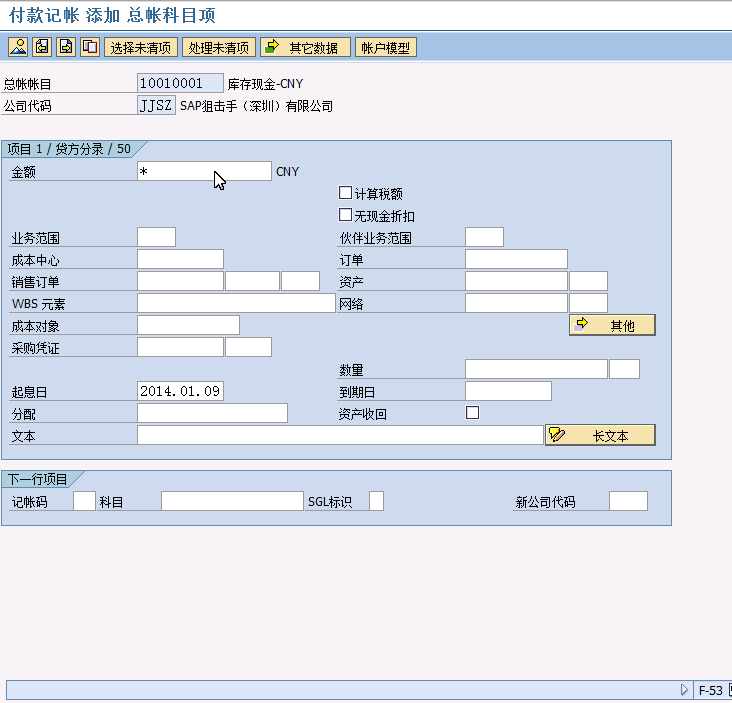 付款记帐 添加 总帐科目项
选择未清项 处理未清项 其它数据 帐户模型
总帐帐目 10010001 库存现金-CNY
公司代码 JJSZ SAP狙击手（深圳）有限公司
项目 1 / 贷方分录 / 50
金额 * CNY
计算税额
无现金折扣
业务范围 伙伴业务范围
成本中心 订单
销售订单 资产
WBS 元素 网络
成本对象 其他
采购凭证
数量
起息日 2014.01.09 到期日
分配 资产收回
文本 长文本
下一行项目
记帐码 科目 SGL标识 新公司代码
F-53